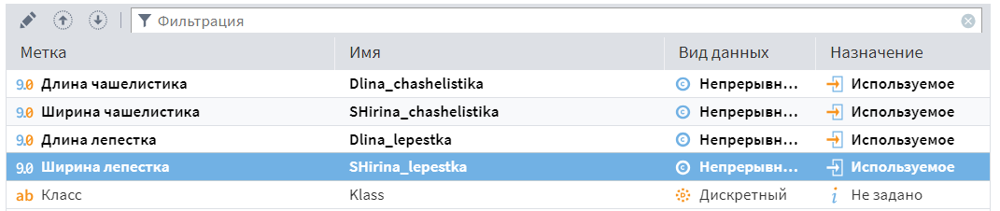 Фильтрация
Метка Имя Вид данных Назначение
9.0 Длина чашелистика Dlina_chashelistika Непрерывн... Используемое
9.0 Ширина чашелистика SHirina_chashelistika Непрерывн... Используемое
9.0 Длина лепестка Dlina_lepestka Непрерывн... Используемое
9.0 Ширина лепестка SHirina_lepestka Непрерывн... Используемое
ab Класс Klass Дискретный Не задано